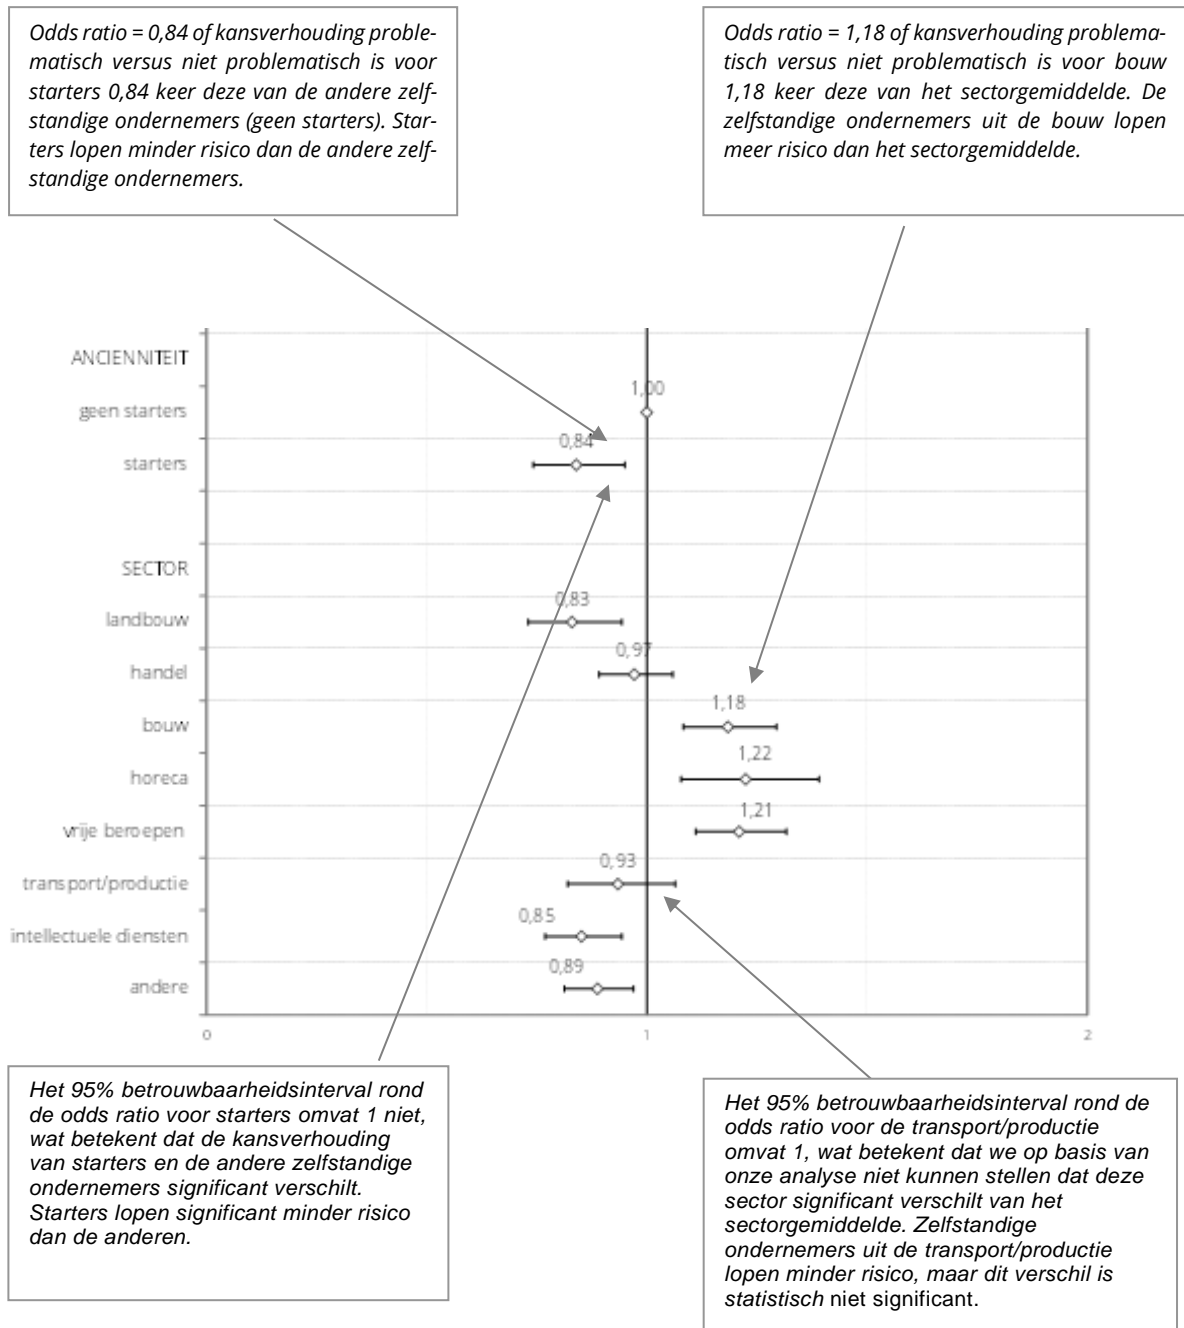 Odds ratio = 0,84 of kansverhouding proble-
matisch versus niet problematisch is voor
starters 0,84 keer deze van de andere zelf-
standige ondernemers (geen starters). Star-
ters lopen minder risico dan de andere zelf-
standige ondernemers.
Odds ratio = 1,18 of kansverhouding problema-
tisch versus niet problematisch is voor bouw
1,18 keer deze van het sectorgemiddelde. De
zelfstandige ondernemers uit de bouw lopen
meer risico dan het sectorgemiddelde.
ANCIENNITEIT
geen starters 1,00
starters 0,84
SECTOR
landbouw 0,83
handel 0,97
bouw 1,18
horeca 1,22
vrije beroepen 1,21
transport/productie 0,93
intellectuele diensten 0,85
andere 0,89
0 1 2
Het 95% betrouwbaarheidsinterval rond
de odds ratio voor starters omvat 1 niet,
wat betekent dat de kansverhouding
van starters en de andere zelfstandige
ondernemers significant verschilt.
Starters lopen significant minder risico
dan de anderen.
Het 95% betrouwbaarheidsinterval rond de
odds ratio voor de transport/productie
omvat 1, wat betekent dat we op basis van
onze analyse niet kunnen stellen dat deze
sector significant verschilt van het
sectorgemiddelde. Zelfstandige
ondernemers uit de transport/productie
lopen minder risico, maar dit verschil is
statistisch niet significant.